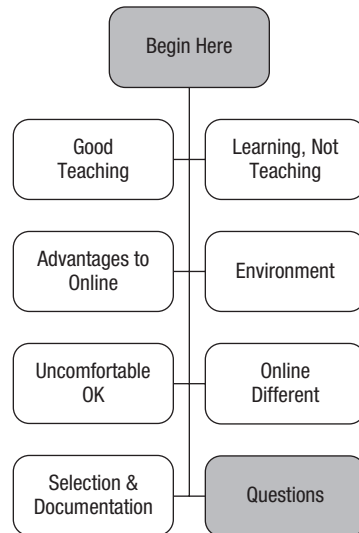 Begin Here
Good
Teaching
Learning, Not
Teaching
Advantages to
Online
Environment
Uncomfortable
OK
Online
Different
Selection &
Documentation
Questions